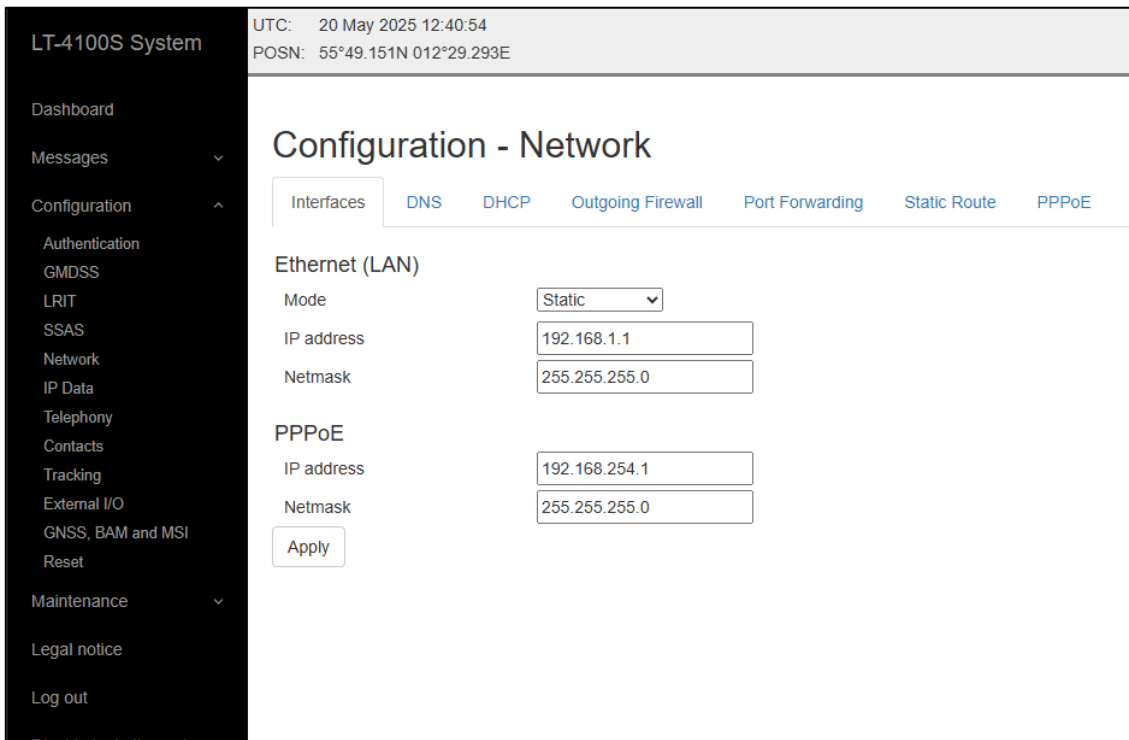 LT-4100S System
Dashboard
Messages
Configuration
Authentication
GMDSS
LRIT
SSAS
Network
IP Data
Telephony
Contacts
Tracking
External I/O
GNSS, BAM and MSI
Reset
Maintenance
Legal notice
Log out
UTC: 20 May 2025 12:40:54
POSN: 55°49.151N 012°29.293E
Configuration - Network
Interfaces DNS DHCP Outgoing Firewall Port Forwarding Static Route PPPoE
Ethernet (LAN)
Mode Static
IP address 192.168.1.1
Netmask 255.255.255.0
PPPoE
IP address 192.168.254.1
Netmask 255.255.255.0
Apply